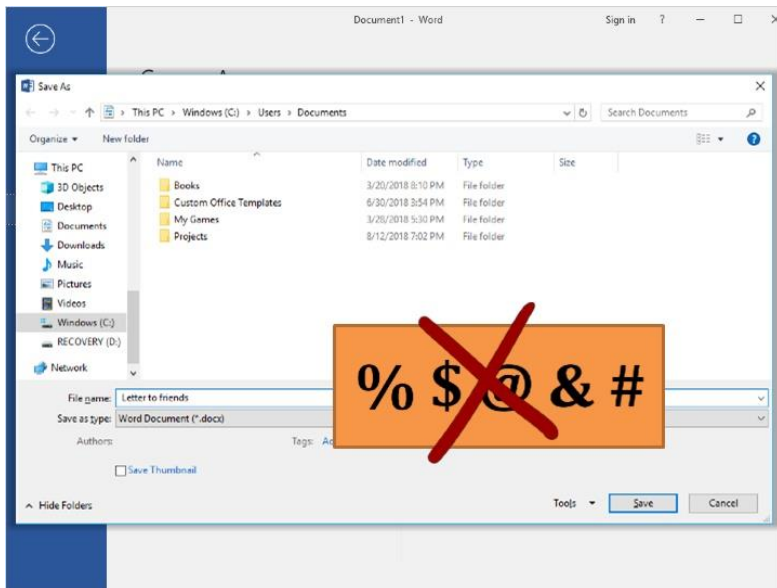 Document1 - Word Sign in ?
Save As
This PC > Windows (C:) > Users > Documents Search Documents
Organize New folder
Name Date modified Type Size
This PC
3D Objects
Desktop
Documents
Downloads
Music
Pictures
Videos
Windows (C:)
RECOVERY (D:)
Network
Books 3/20/2018 8:10 PM File folder
Custom Office Templates 6/30/2018 3:54 PM File folder
My Games 3/28/2018 5:30 PM File folder
Projects 8/12/2018 7:02 PM File folder
% $ @ & #
File name: Letter to friends
Save as type: Word Document (*.docx)
Authors: Tags:
Save Thumbnail
Hide Folders Tools Save Cancel